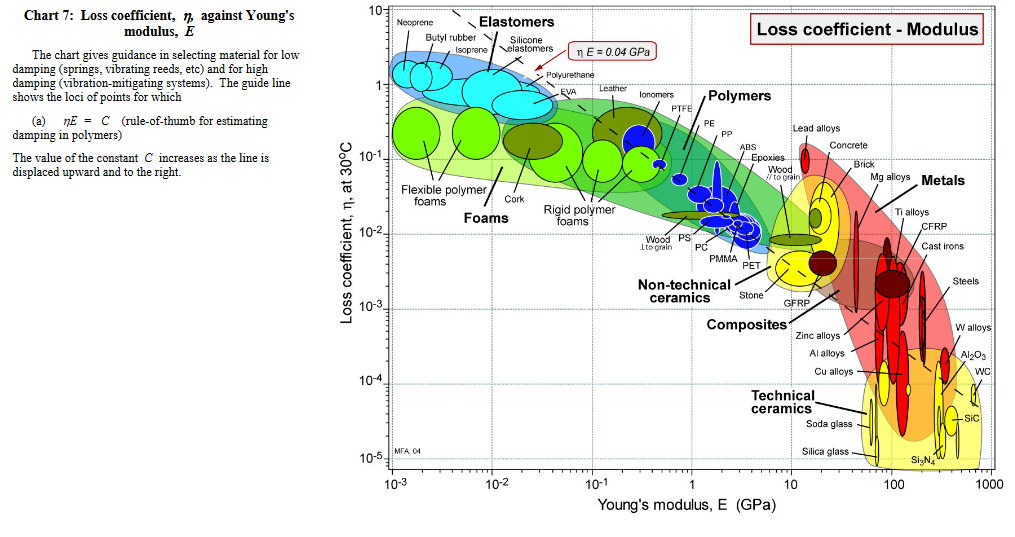 Chart 7: Loss coefficient, η, against Young's
modulus, E
The chart gives guidance in selecting material for low
damping (springs, vibrating reeds, etc) and for high
damping (vibration-mitigating systems). The guide line
shows the loci of points for which
(a) ηE = C (rule-of-thumb for estimating
damping in polymers)
The value of the constant C increases as the line is
displaced upward and to the right.
Loss coefficient - Modulus
η E = 0.04 GPa
Neoprene
Butyl rubber
Isoprene
Elastomers
Silicone
elastomers
Polyurethane
EVA
Leather
Ionomers
PTFE
PE
PP
Polymers
ABS
Epoxies
Wood
// to grain
Lead alloys
Concrete
Brick
Mg alloys
Metals
Ti alloys
CFRP
Cast irons
Steels
W alloys
Al2O3
WC
SiC
Si3N4
Flexible polymer
foams
Foams
Cork
Rigid polymer
foams
Wood
⊥ to grain
PS
PC
PMMA
PET
Non-technical
ceramics
Stone
GFRP
Composites
Zinc alloys
Al alloys
Cu alloys
Technical
ceramics
Soda glass
Silica glass
MFA, 04
Loss coefficient, η, at 30°C
10
1
10-1
10-2
10-3
10-4
10-5
10-3
10-2
10-1
1
10
100
1000
Young's modulus, E (GPa)